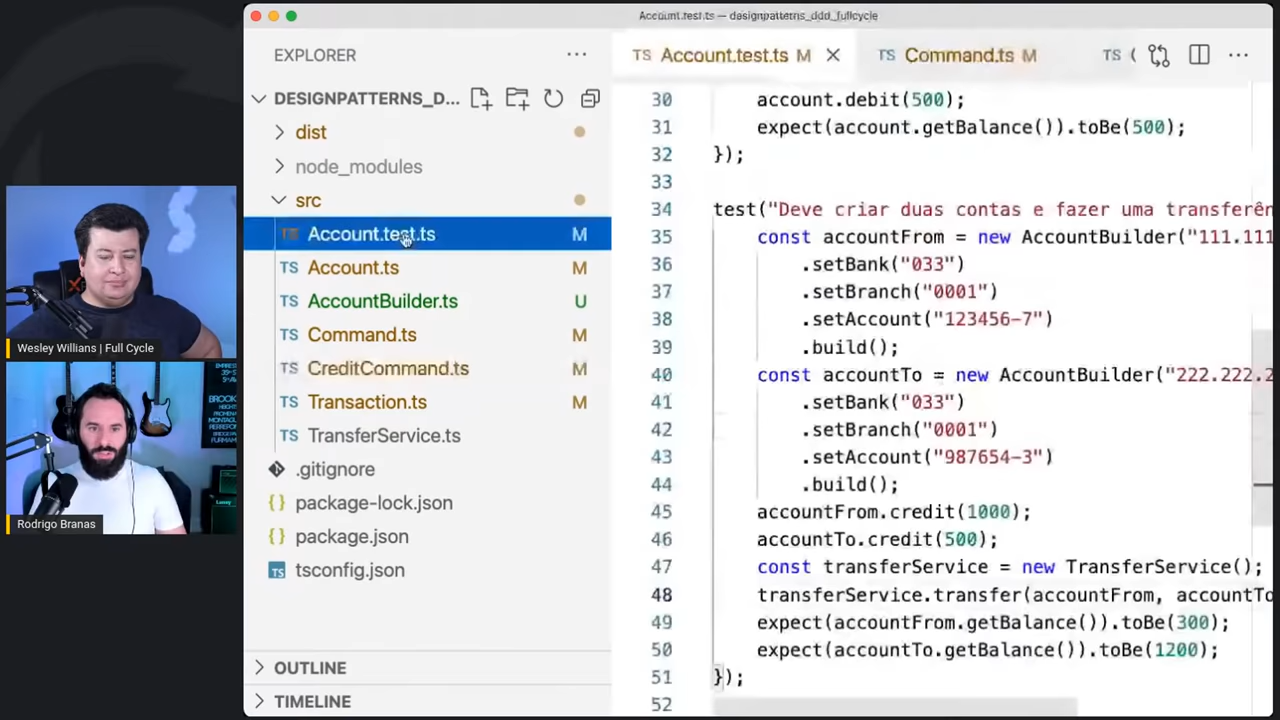 Account.test.ts — designpatterns_ddd_fullcycle
EXPLORER
DESIGNPATTERNS_D...
dist
node_modules
src
Account.test.ts M
TS Account.ts M
TS AccountBuilder.ts U
TS Command.ts M
TS CreditCommand.ts M
TS Transaction.ts M
TS TransferService.ts
.gitignore
{} package-lock.json
{} package.json
TS tsconfig.json
OUTLINE
TIMELINE
TS Account.test.ts M
TS Command.ts M
TS
30 account.debit(500);
31 expect(account.getBalance()).toBe(500);
32 });
33
34 test("Deve criar duas contas e fazer uma transferên
35 const accountFrom = new AccountBuilder("111.111
36 .setBank("033")
37 .setBranch("0001")
38 .setAccount("123456-7")
39 .build();
40 const accountTo = new AccountBuilder("222.222.2
41 .setBank("033")
42 .setBranch("0001")
43 .setAccount("987654-3")
44 .build();
45 accountFrom.credit(1000);
46 accountTo.credit(500);
47 const transferService = new TransferService();
48 transferService.transfer(accountFrom, accountTo
49 expect(accountFrom.getBalance()).toBe(300);
50 expect(accountTo.getBalance()).toBe(1200);
51 });
52
Wesley Willians | Full Cycle
BROOK
Rodrigo Branas